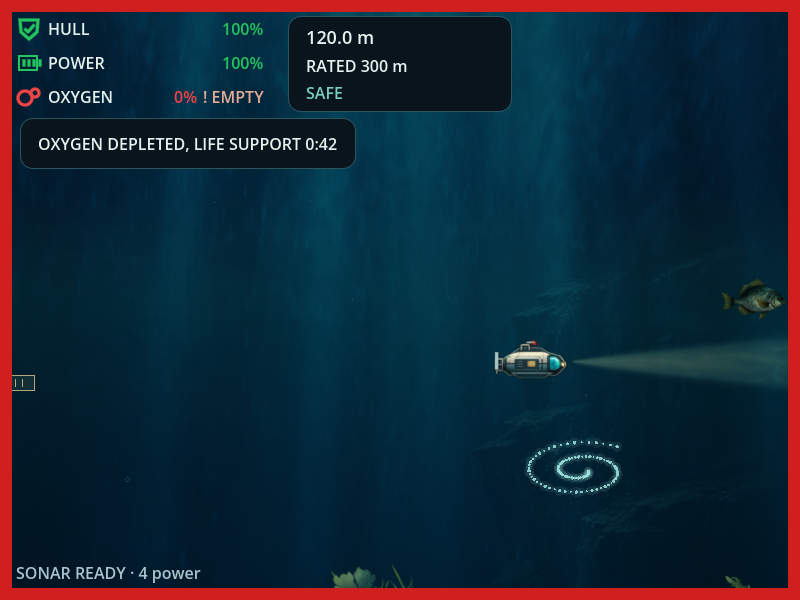 HULL 100%
POWER 100%
OXYGEN 0% ! EMPTY
120.0 m
RATED 300 m
SAFE
OXYGEN DEPLETED, LIFE SUPPORT 0:42
SONAR READY · 4 power